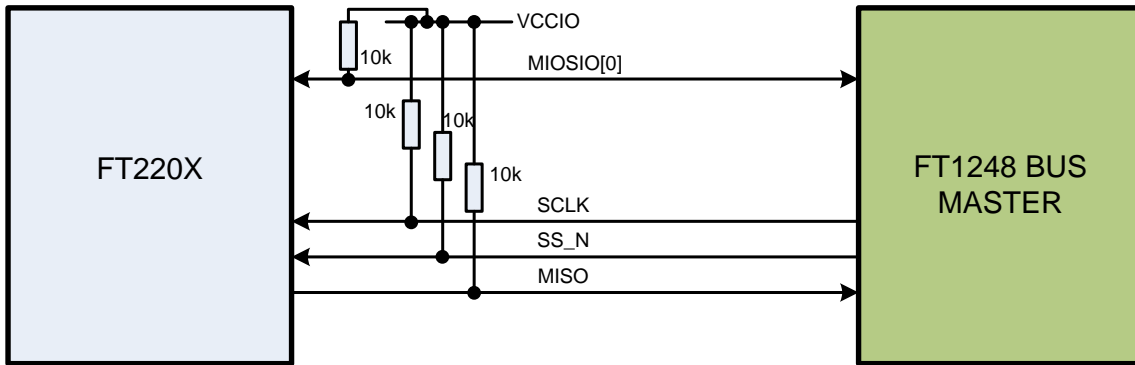 VCCIO
10k
MIOSIO[0]
10k
10k
FT220X
10k
FT1248 BUS
MASTER
SCLK
SS_N
MISO